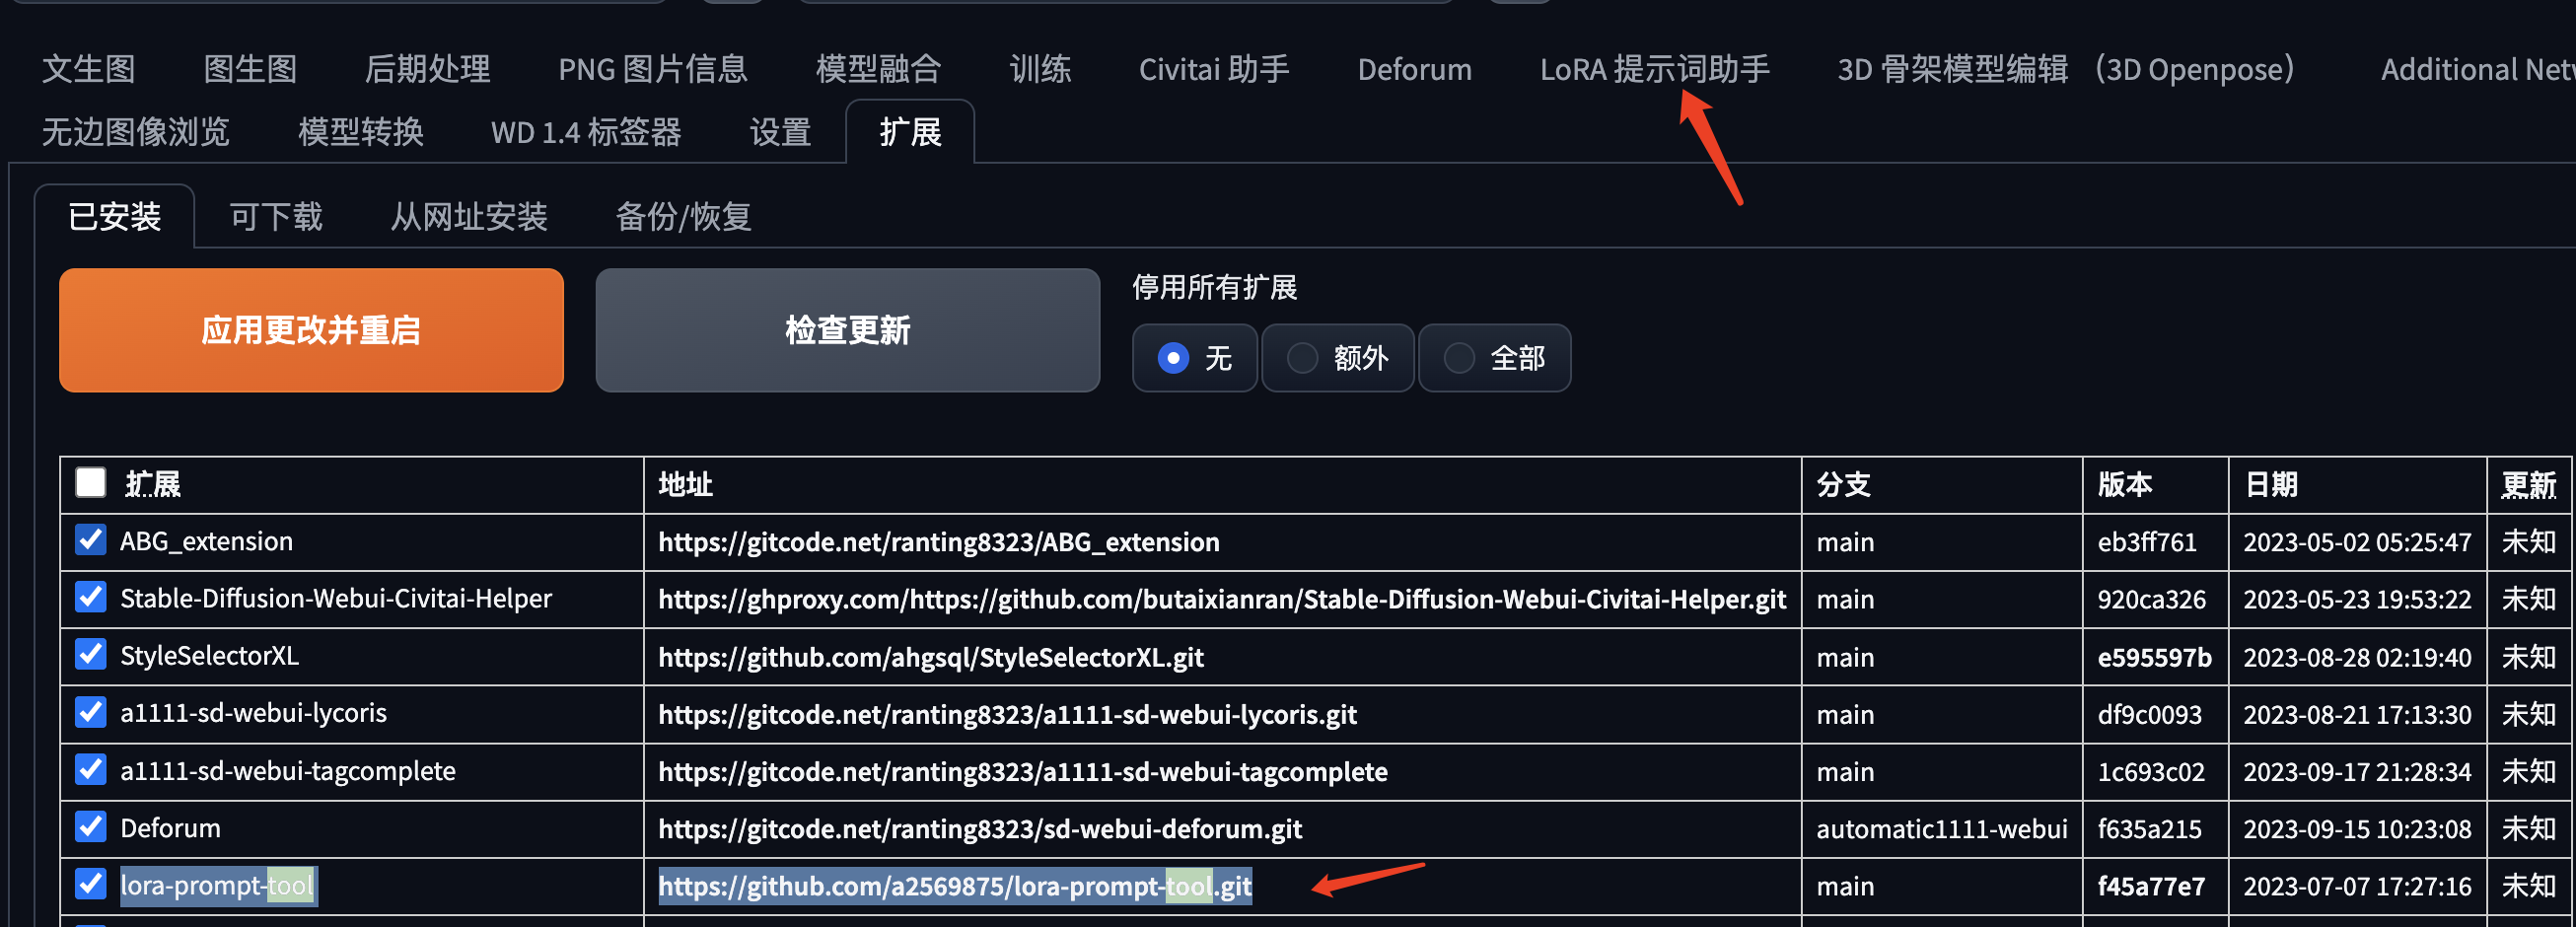 文生图 图生图 后期处理 PNG 图片信息 模型融合 训练 Civitai 助手 Deforum LoRA 提示词助手 3D 骨架模型编辑 （3D Openpose） Additional
无边图像浏览 模型转换 WD 1.4 标签器 设置 扩展
已安装 可下载 从网址安装 备份/恢复
停用所有扩展
应用更改并重启 检查更新 无 额外 全部
扩展 地址 分支 版本 日期 更新
ABG_extension https://gitcode.net/ranting8323/ABG_extension main eb3ff761 2023-05-02 05:25:47 未知
Stable-Diffusion-Webui-Civitai-Helper https://ghproxy.com/https://github.com/butaixianran/Stable-Diffusion-Webui-Civitai-Helper.git main 920ca326 2023-05-23 19:53:22 未知
StyleSelectorXL https://github.com/ahgsql/StyleSelectorXL.git main e595597b 2023-08-28 02:19:40 未知
a1111-sd-webui-lycoris https://gitcode.net/ranting8323/a1111-sd-webui-lycoris.git main df9c0093 2023-08-21 17:13:30 未知
a1111-sd-webui-tagcomplete https://gitcode.net/ranting8323/a1111-sd-webui-tagcomplete main 1c693c02 2023-09-17 21:28:34 未知
Deforum https://gitcode.net/ranting8323/sd-webui-deforum.git automatic1111-webui f635a215 2023-09-15 10:23:08 未知
lora-prompt-tool https://github.com/a2569875/lora-prompt-tool.git main f45a77e7 2023-07-07 17:27:16 未知